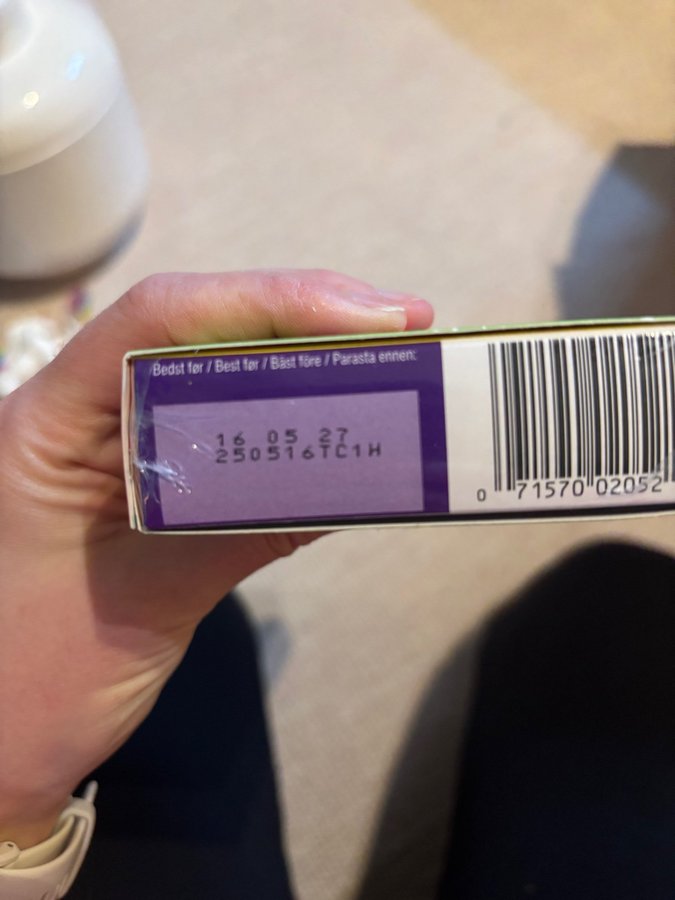 Bedst før / Best før / Bäst före / Parasta ennen:
16 05 27
250516TC1H
0 71570 02052